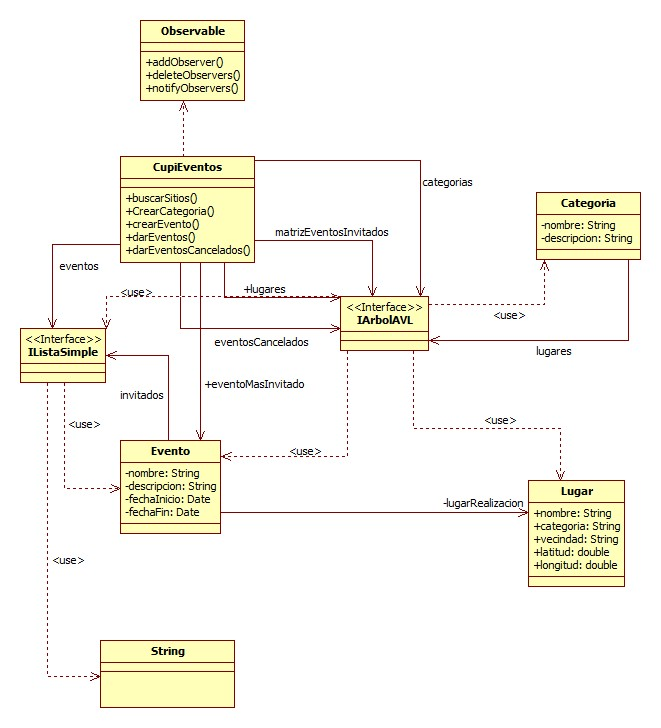 Observable
+addObserver()
+deleteObservers()
+notifyObservers()
CupiEventos
+buscarSitios()
+CrearCategoria()
+crearEvento()
+darEventos()
+darEventosCancelados()
categorias
Categoria
-nombre: String
-descripcion: String
matrizEventosInvitados
eventos
<use>
+lugares
<<Interface>>
IArbolAVL
<use>
<<Interface>>
IListaSimple
eventosCancelados
lugares
invitados
+eventoMasInvitado
<use>
<use>
Evento
-nombre: String
-descripcion: String
-fechaInicio: Date
-fechaFin: Date
<use>
-lugarRealizacion
Lugar
+nombre: String
+categoria: String
+vecindad: String
+latitud: double
+longitud: double
<use>
String